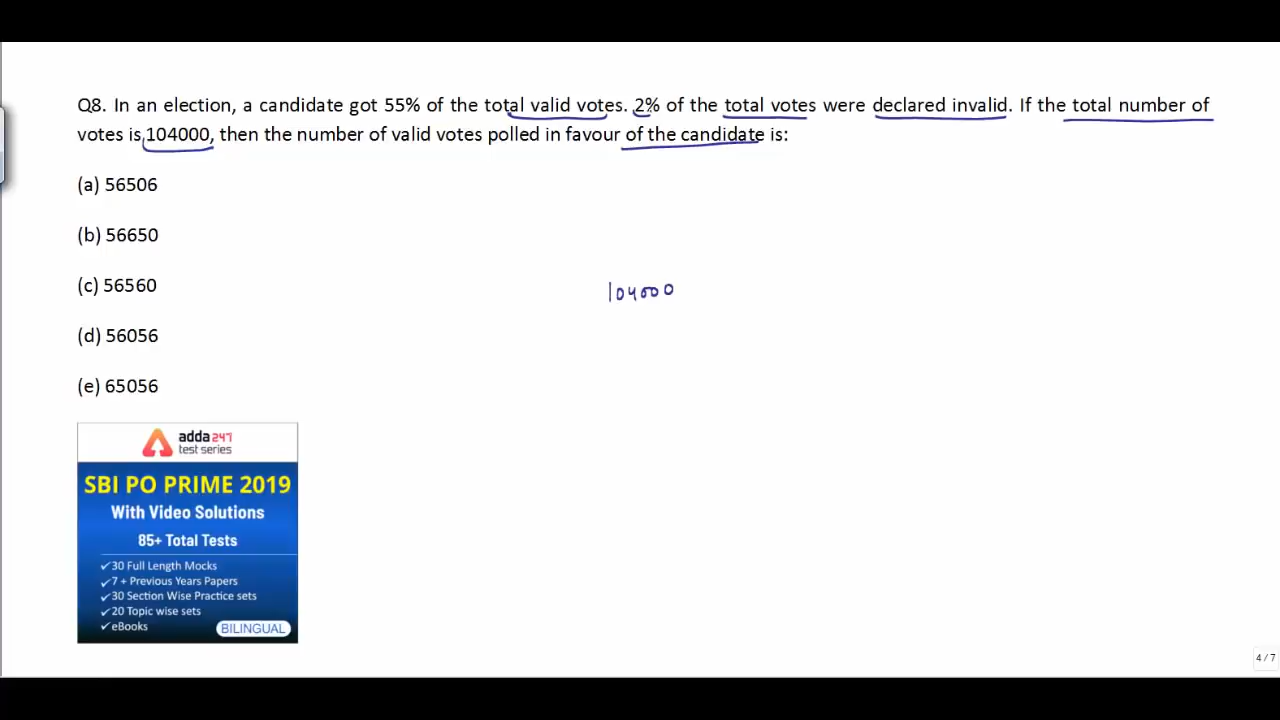 Q8. In an election, a candidate got 55% of the total valid votes. 2% of the total votes were declared invalid. If the total number of
votes is 104000, then the number of valid votes polled in favour of the candidate is:
(a) 56506
(b) 56650
(c) 56560
104000
(d) 56056
(e) 65056
adda247
test series
SBI PO PRIME 2019
With Video Solutions
85+ Total Tests
✓30 Full Length Mocks
✓7 + Previous Years Papers
✓30 Section Wise Practice sets
✓20 Topic wise sets
✓eBooks
BILINGUAL
4 / 7